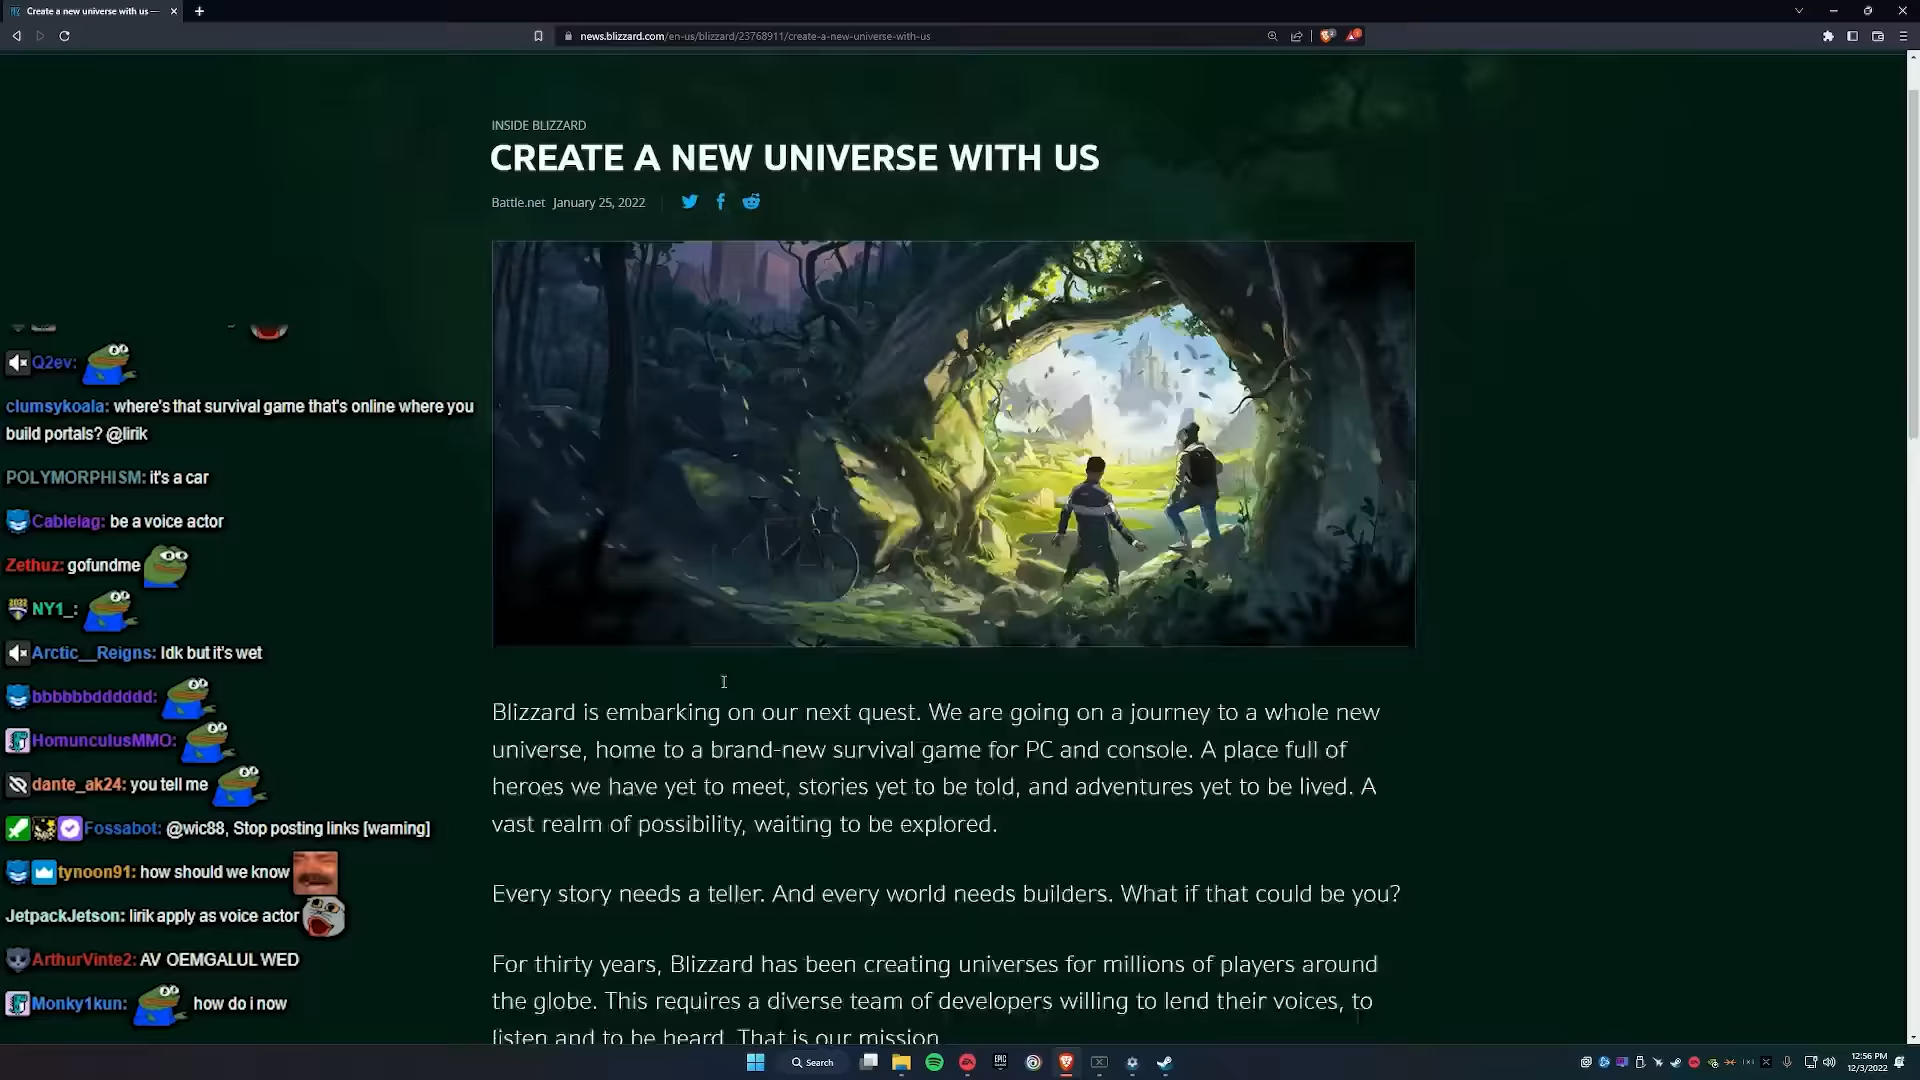 Create a new universe with us —
news.blizzard.com/en-us/blizzard/23768911/create-a-new-universe-with-us
INSIDE BLIZZARD
CREATE A NEW UNIVERSE WITH US
Battle.net January 25, 2022
Q2ev:
clumsykoala: where's that survival game that's online where you
build portals? @lirik
POLYMORPHISM: it's a car
Cablelag: be a voice actor
Zethuz: gofundme
NY1_:
Arctic__Reigns: Idk but it's wet
bbbbbbdddddd:
HomunculusMMO:
dante_ak24: you tell me
Fossabot: @wic88, Stop posting links [warning]
tynoon91: how should we know
JetpackJetson: lirik apply as voice actor
ArthurVinte2: AV OEMGALUL WED
Monky1kun: how do i now
Blizzard is embarking on our next quest. We are going on a journey to a whole new
universe, home to a brand-new survival game for PC and console. A place full of
heroes we have yet to meet, stories yet to be told, and adventures yet to be lived. A
vast realm of possibility, waiting to be explored.
Every story needs a teller. And every world needs builders. What if that could be you?
For thirty years, Blizzard has been creating universes for millions of players around
the globe. This requires a diverse team of developers willing to lend their voices, to
listen and to be heard. That is our mission
Search
12:56 PM
12/3/2022